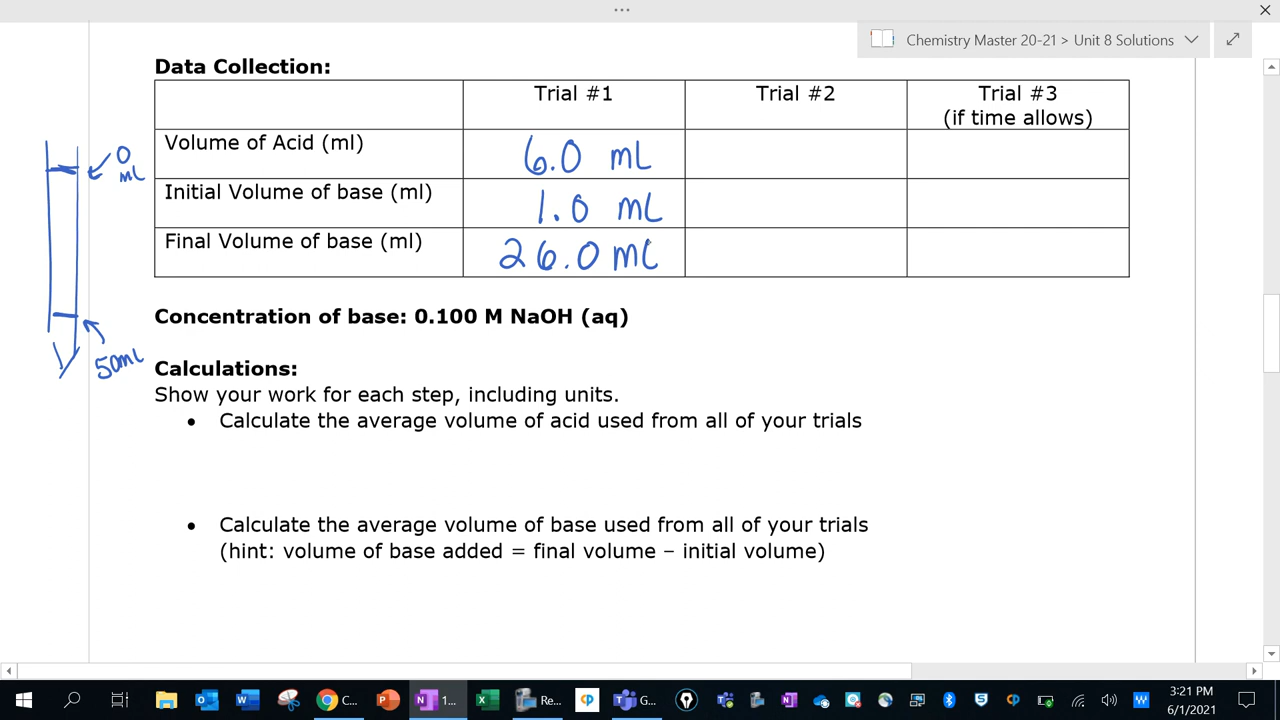 Chemistry Master 20-21 > Unit 8 Solutions
Data Collection:
Trial #1 Trial #2 Trial #3
(if time allows)
Volume of Acid (ml) 6.0 mL
Initial Volume of base (ml) 1.0 mL
Final Volume of base (ml) 26.0 mL
0
mL
50mL
Concentration of base: 0.100 M NaOH (aq)
Calculations:
Show your work for each step, including units.
• Calculate the average volume of acid used from all of your trials
• Calculate the average volume of base used from all of your trials
(hint: volume of base added = final volume – initial volume)
C...
1...
Re...
G...
3:21 PM
6/1/2021